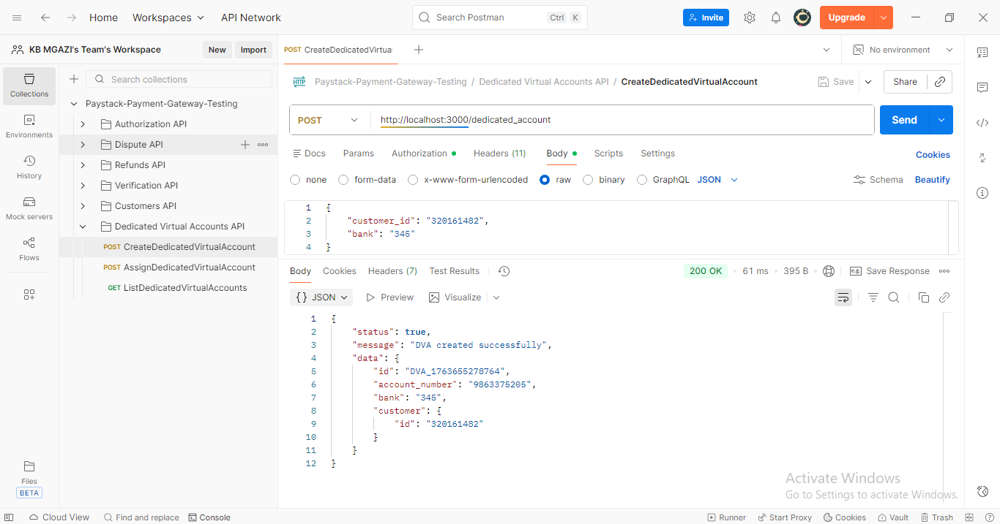 Home Workspaces API Network Search Postman Ctrl K Invite Upgrade
KB MGAZI's Team's Workspace New Import POST CreateDedicatedVirtual No environment
Collections
Environments
History
Mock servers
Flows
Files
BETA
Search collections
Paystack-Payment-Gateway-Testing
Authorization API
Dispute API
Refunds API
Verification API
Customers API
Dedicated Virtual Accounts API
POST CreateDedicatedVirtualAccount
POST AssignDedicatedVirtualAccount
GET ListDedicatedVirtualAccounts
HTTP Paystack-Payment-Gateway-Testing / Dedicated Virtual Accounts API / CreateDedicatedVirtualAccount Save Share
POST http://localhost:3000/dedicated_account Send
Docs Params Authorization Headers (11) Body Scripts Settings Cookies
none form-data x-www-form-urlencoded raw binary GraphQL JSON Schema Beautify
1 {
2 "customer_id": "320161482",
3 "bank": "345"
4 }
Body Cookies Headers (7) Test Results 200 OK 61 ms 395 B e.g. Save Response
{} JSON Preview Visualize
1 {
2 "status": true,
3 "message": "DVA created successfully",
4 "data": {
5 "id": "DVA_1763655278764",
6 "account_number": "9863375205",
7 "bank": "345",
8 "customer": {
9 "id": "320161482"
10 }
11 }
12 }
Activate Windows
Go to Settings to activate Windows.
Cloud View Find and replace Console Runner Start Proxy Cookies Vault Trash